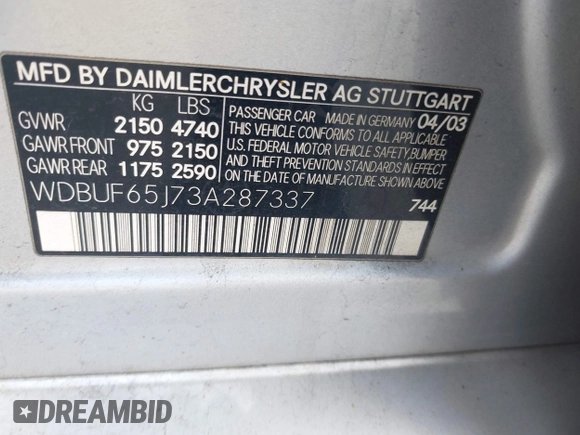 MFD BY DAIMLERCHRYSLER AG STUTTGART
KG LBS
GVWR 2150 4740
GAWR FRONT 975 2150
GAWR REAR 1175 2590
PASSENGER CAR MADE IN GERMANY 04/03
THIS VEHICLE CONFORMS TO ALL APPLICABLE
U.S. FEDERAL MOTOR VEHICLE SAFETY, BUMPER
AND THEFT PREVENTION STANDARDS IN EFFECT
ON THE DATE OF MANUFACTURE SHOWN ABOVE
WDBUF65J73A287337
744
DREAMBID